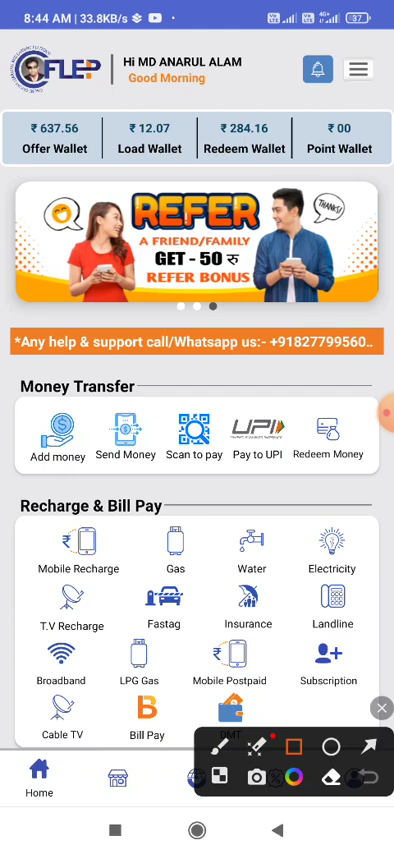 8:44 AM | 33.8KB/s
4G+
37
FLEP
Hi MD ANARUL ALAM
Good Morning
₹ 637.56 ₹ 12.07 ₹ 284.16 ₹ 00
Offer Wallet Load Wallet Redeem Wallet Point Wallet
REFER
THANKS!
A FRIEND/FAMILY
GET - 50 रु
REFER BONUS
*Any help & support call/Whatsapp us:- +91827799560..
Money Transfer
UPI
Add money Send Money Scan to pay Pay to UPI Redeem Money
Recharge & Bill Pay
Mobile Recharge Gas Water Electricity
T.V Recharge Fastag Insurance Landline
Broadband LPG Gas Mobile Postpaid Subscription
Cable TV Bill Pay DMT
Home